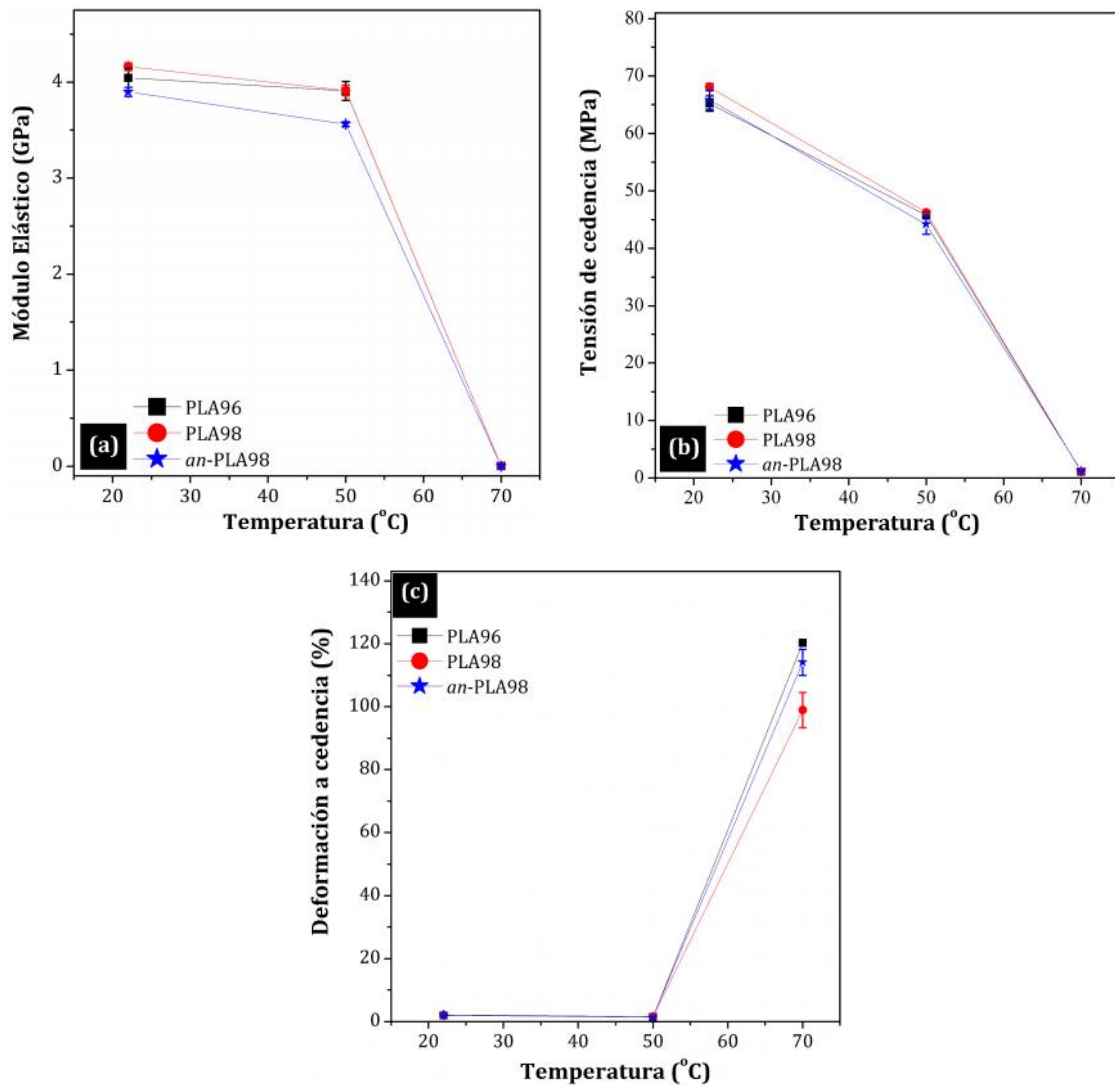 Módulo Elástico (GPa)
4
3
2
1
0
PLA96
PLA98
an-PLA98
(a)
20 30 40 50 60 70
Temperatura (°C)
Tensión de cedencia (MPa)
80
70
60
50
40
30
20
10
0
PLA96
PLA98
an-PLA98
(b)
20 30 40 50 60 70
Temperatura (°C)
Deformación a cedencia (%)
140
120
100
80
60
40
20
0
(c)
PLA96
PLA98
an-PLA98
20 30 40 50 60 70
Temperatura (°C)